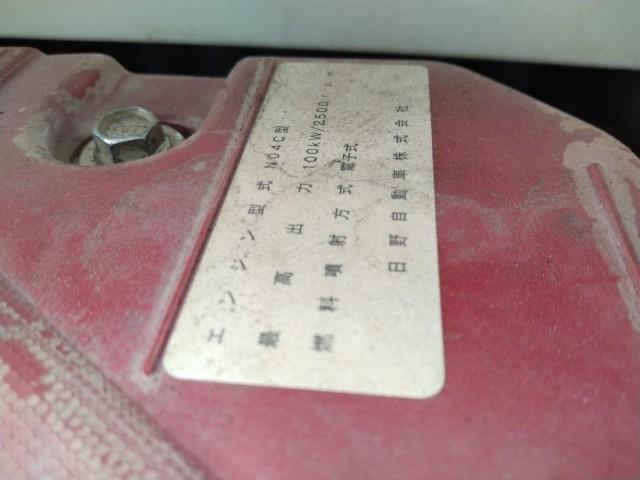 エンジン型式 N04C型
最高出力 100kW/2500r.p.m
燃料噴射方式 電子式
日野自動車株式会社